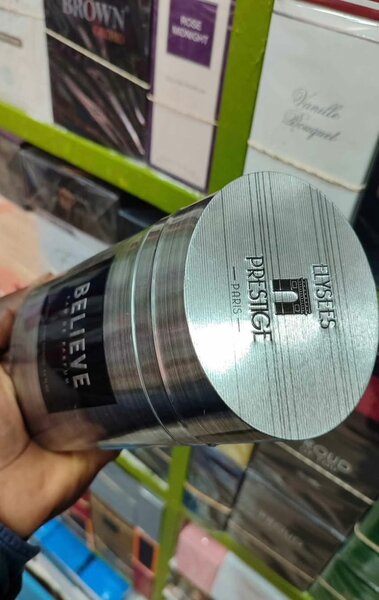 BROWN
ROSE
MIDNIGHT
Vanille
Bouquet
ELYSEES
PRESTIGE
— PARIS —
BELIEVE
OUD